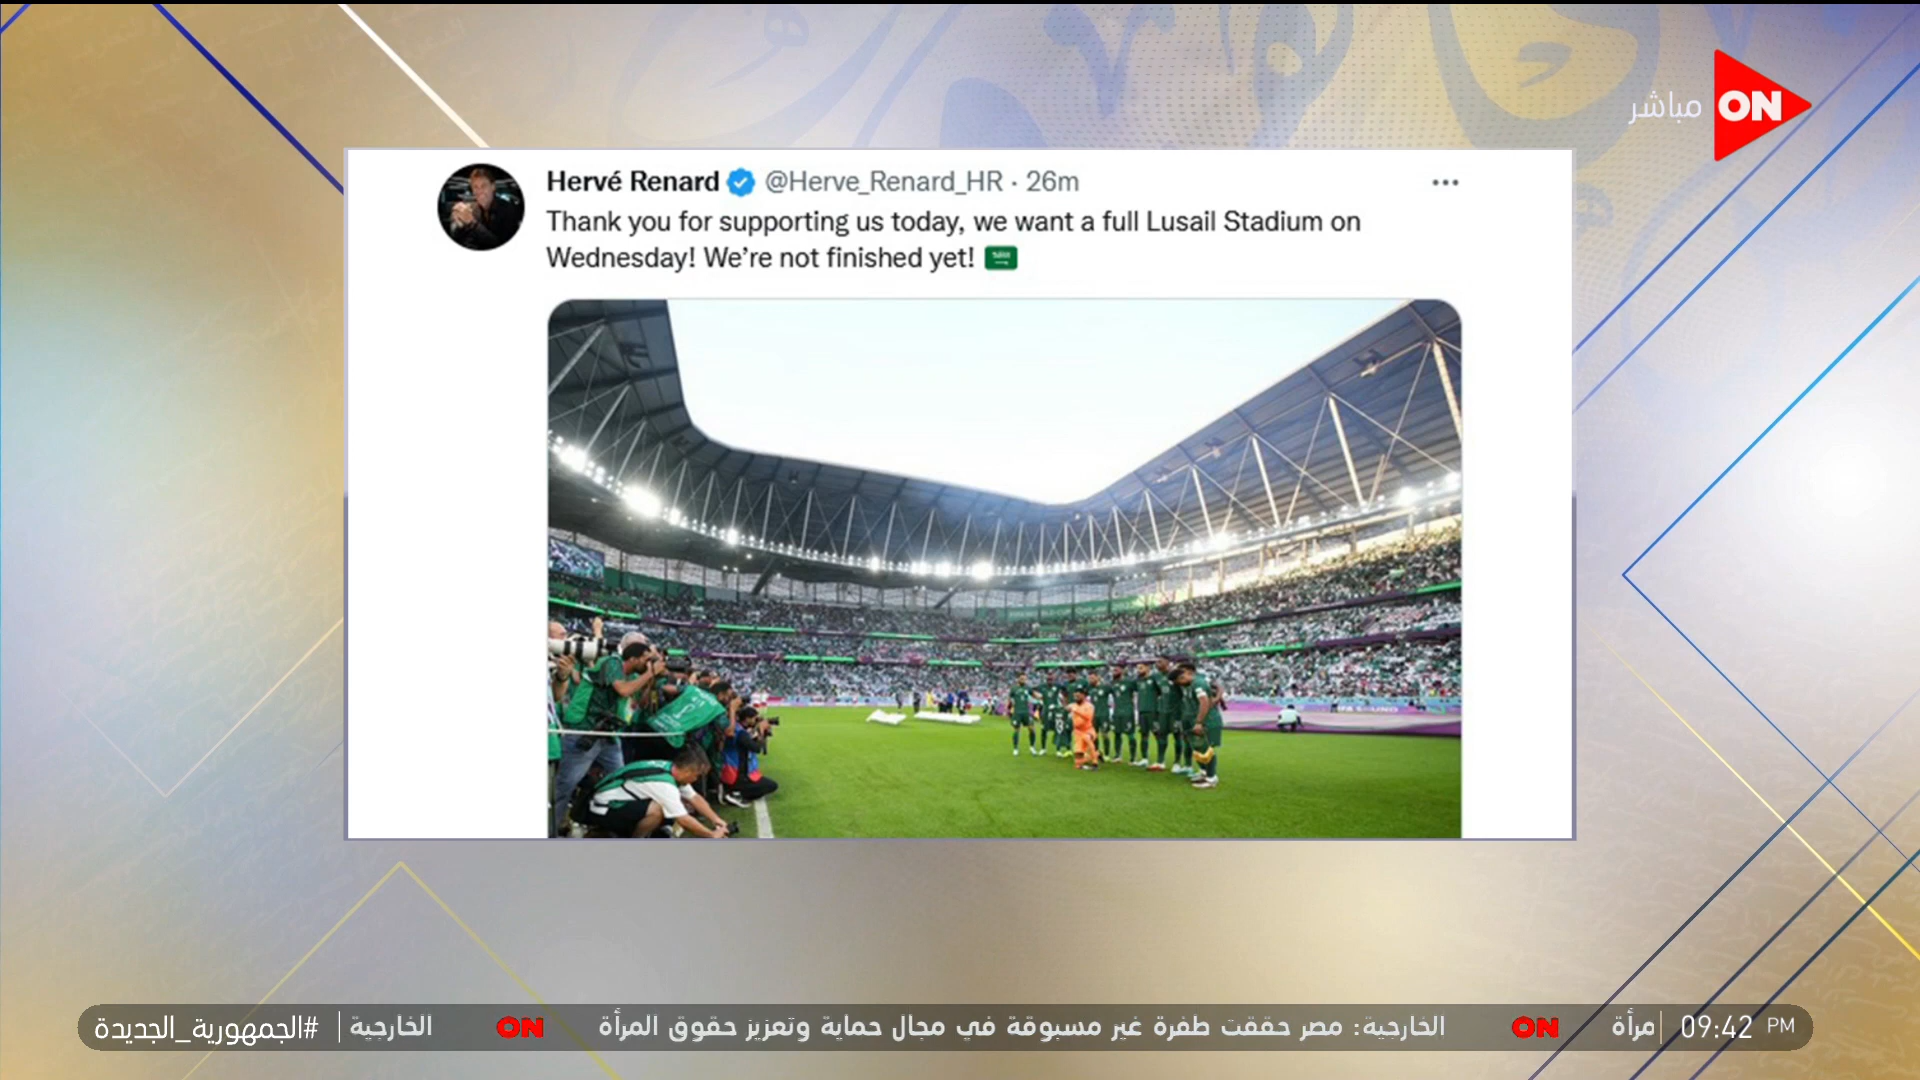 مباشر ON
Hervé Renard @Herve_Renard_HR · 26m
Thank you for supporting us today, we want a full Lusail Stadium on
Wednesday! We’re not finished yet!
#الجمهورية_الجديدة | الخارجية ON الخارجية: مصر حققت طفرة غير مسبوقة في مجال حماية وتعزيز حقوق المرأة ON مرأة | 09:42 PM